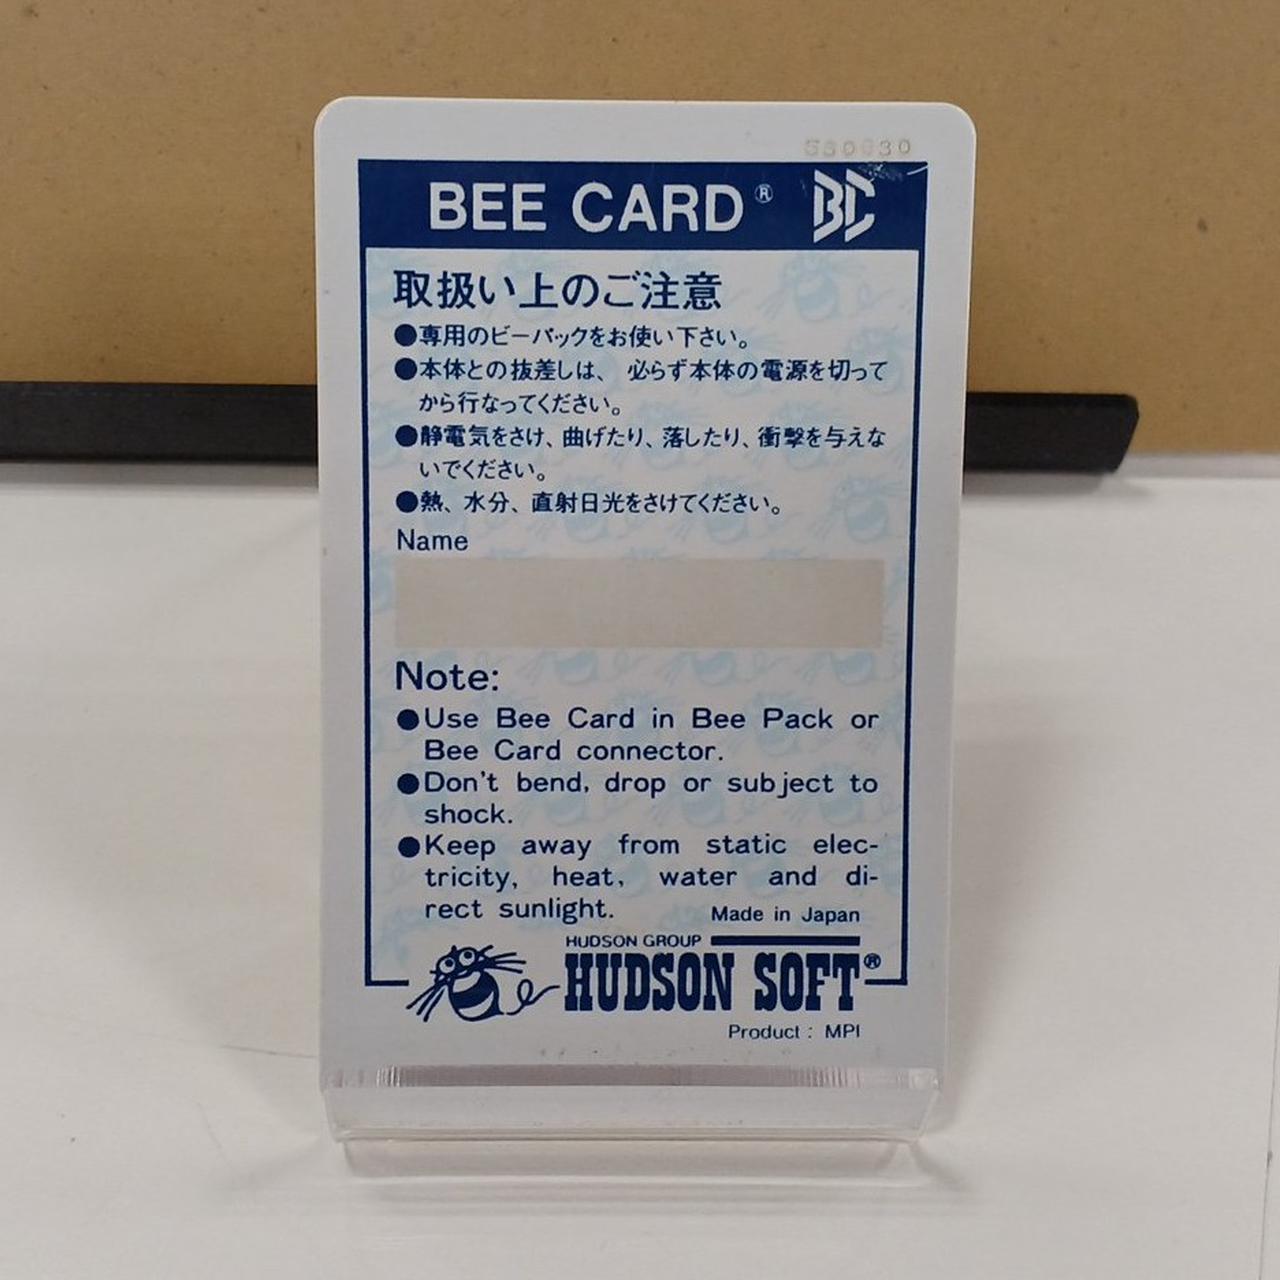 BEE CARD® BC
取扱い上のご注意
●専用のビーパックをお使い下さい。
●本体との抜差しは、必らず本体の電源を切って
から行なってください。
●静電気をさけ、曲げたり、落したり、衝撃を与えな
いでください。
●熱、水分、直射日光をさけてください。
Name
Note:
●Use Bee Card in Bee Pack or
Bee Card connector.
●Don't bend, drop or subject to
shock.
●Keep away from static elec-
tricity, heat, water and di-
rect sunlight.
Made in Japan
HUDSON GROUP
HUDSON SOFT®
Product : MPI